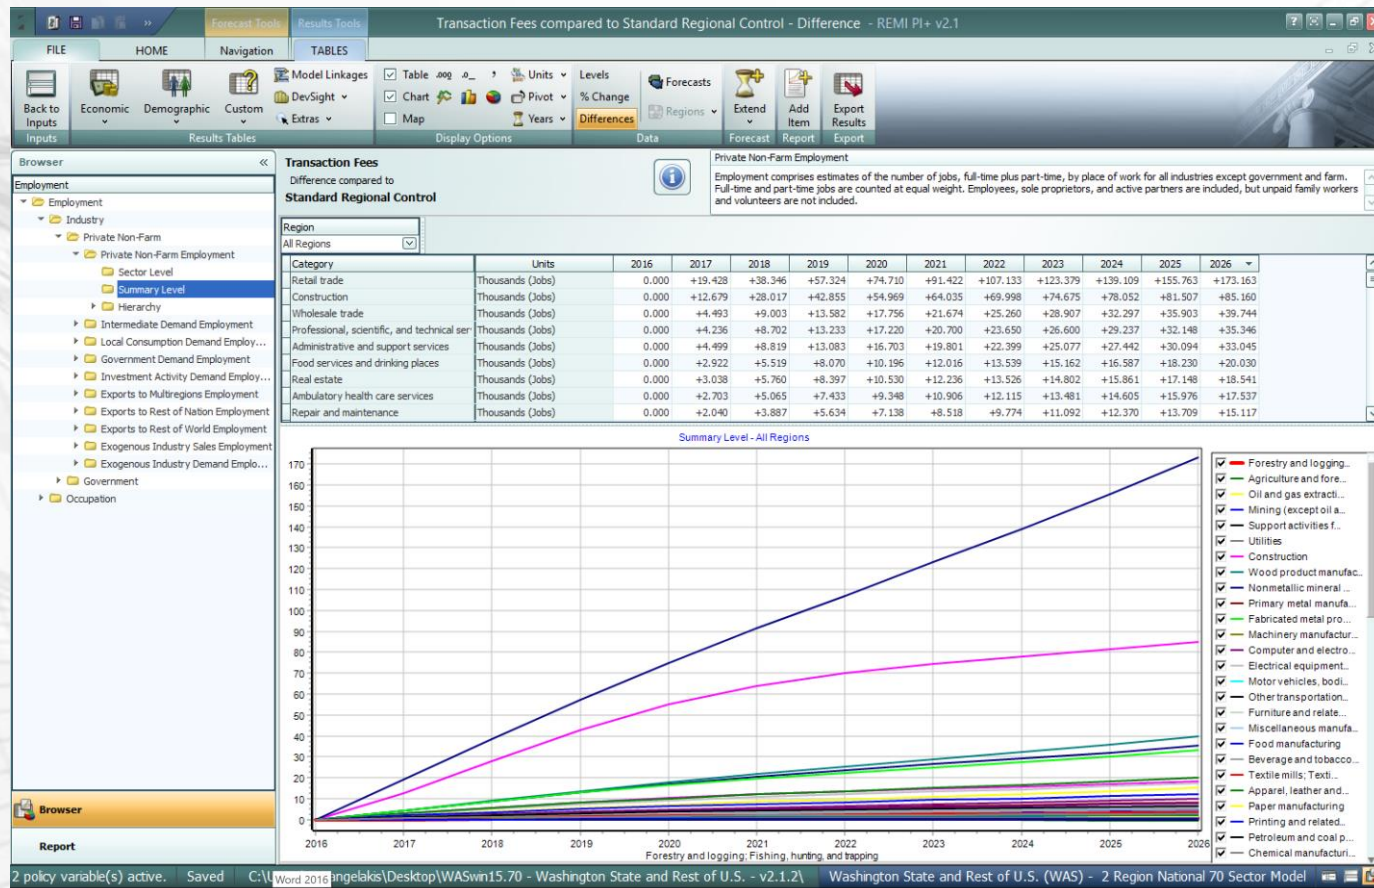 Forecast Tools Results Tools Transaction Fees compared to Standard Regional Control - Difference - REMI PI+ v2.1
FILE HOME Navigation TABLES
Back to Inputs
Economic
Demographic
Custom
Model Linkages
DevSight
Extras
Table
Chart
Map
Units
Pivot
Years
Levels
% Change
Differences
Forecasts
Regions
Extend
Add Item
Export Results
Inputs Results Tables Display Options Data Forecast Report Export
Browser «
Employment
Employment
Industry
Private Non-Farm
Private Non-Farm Employment
Sector Level
Summary Level
Hierarchy
Intermediate Demand Employment
Local Consumption Demand Employ...
Government Demand Employment
Investment Activity Demand Employ...
Exports to Multiregions Employment
Exports to Rest of Nation Employment
Exports to Rest of World Employment
Exogenous Industry Sales Employment
Exogenous Industry Demand Emplo...
Government
Occupation
Browser
Report
Transaction Fees
Difference compared to
Standard Regional Control
Private Non-Farm Employment
Employment comprises estimates of the number of jobs, full-time plus part-time, by place of work for all industries except government and farm.
Full-time and part-time jobs are counted at equal weight. Employees, sole proprietors, and active partners are included, but unpaid family workers
and volunteers are not included.
Region
All Regions
Category Units 2016 2017 2018 2019 2020 2021 2022 2023 2024 2025 2026
Retail trade Thousands (Jobs) 0.000 +19.428 +38.346 +57.324 +74.710 +91.422 +107.133 +123.379 +139.109 +155.763 +173.163
Construction Thousands (Jobs) 0.000 +12.679 +28.017 +42.855 +54.969 +64.035 +69.998 +74.675 +78.052 +81.507 +85.160
Wholesale trade Thousands (Jobs) 0.000 +4.493 +9.003 +13.582 +17.756 +21.674 +25.260 +28.907 +32.297 +35.903 +39.744
Professional, scientific, and technical ser Thousands (Jobs) 0.000 +4.236 +8.702 +13.233 +17.220 +20.700 +23.650 +26.600 +29.237 +32.148 +35.346
Administrative and support services Thousands (Jobs) 0.000 +4.499 +8.819 +13.083 +16.703 +19.801 +22.399 +25.077 +27.442 +30.094 +33.045
Food services and drinking places Thousands (Jobs) 0.000 +2.922 +5.519 +8.070 +10.196 +12.016 +13.539 +15.162 +16.587 +18.230 +20.030
Real estate Thousands (Jobs) 0.000 +3.038 +5.760 +8.397 +10.530 +12.236 +13.526 +14.802 +15.861 +17.148 +18.541
Ambulatory health care services Thousands (Jobs) 0.000 +2.703 +5.065 +7.433 +9.348 +10.906 +12.115 +13.481 +14.605 +15.976 +17.537
Repair and maintenance Thousands (Jobs) 0.000 +2.040 +3.887 +5.634 +7.138 +8.518 +9.774 +11.092 +12.370 +13.709 +15.117
Summary Level - All Regions
170
160
150
140
130
120
110
100
90
80
70
60
50
40
30
20
10
0
2016 2017 2018 2019 2020 2021 2022 2023 2024 2025 2026
Forestry and logging; Fishing, hunting, and trapping
Forestry and logging...
Agriculture and fore...
Oil and gas extracti...
Mining (except oil a...
Support activities f...
Utilities
Construction
Wood product manufac...
Nonmetallic mineral ...
Primary metal manufa...
Fabricated metal pro...
Machinery manufactur...
Computer and electro...
Electrical equipment...
Motor vehicles, bodi...
Other transportation...
Furniture and relate...
Miscellaneous manufa...
Food manufacturing
Beverage and tobacco...
Textile mills; Texti...
Apparel, leather and...
Paper manufacturing
Printing and related...
Petroleum and coal p...
Chemical manufacturi...
2 policy variable(s) active. Saved C:\U Word 2016 angelakis\Desktop\WASwin15.70 - Washington State and Rest of U.S. - v2.1.2\ Washington State and Rest of U.S. (WAS) - 2 Region National 70 Sector Model